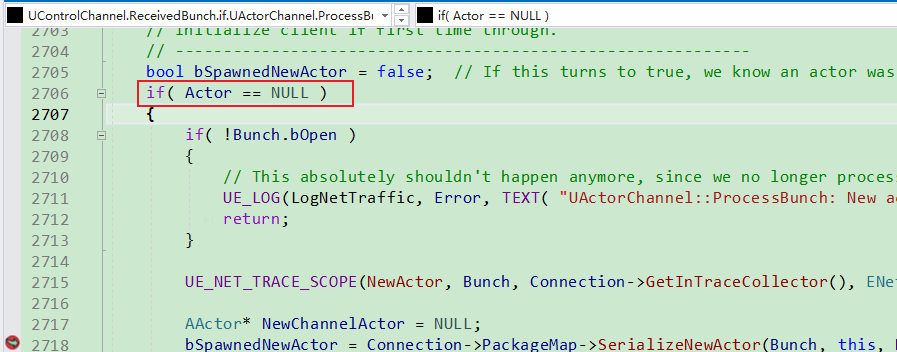 UControlChannel.ReceivedBunch.if.UActorChannel.ProcessBu if( Actor == NULL )
2703 // Initialize client if first time through.
2704 // ------------------------------------------------------------
2705 bool bSpawnedNewActor = false; // If this turns to true, we know an actor was
2706 if( Actor == NULL )
2707 {
2708 if( !Bunch.bOpen )
2709 {
2710 // This absolutely shouldn't happen anymore, since we no longer proces
2711 UE_LOG(LogNetTraffic, Error, TEXT( "UActorChannel::ProcessBunch: New a
2712 return;
2713 }
2714
2715 UE_NET_TRACE_SCOPE(NewActor, Bunch, Connection->GetInTraceCollector(), ENe
2716
2717 AActor* NewChannelActor = NULL;
2718 bSpawnedNewActor = Connection->PackageMap->SerializeNewActor(Bunch, this,